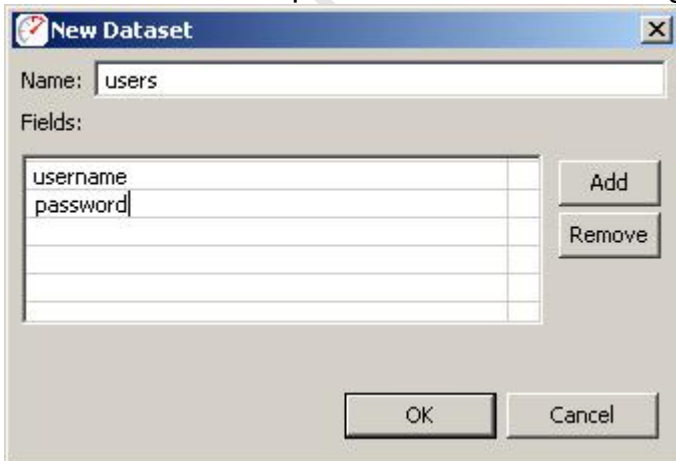 New Dataset
Name: users
Fields:
username
password
Add
Remove
OK
Cancel